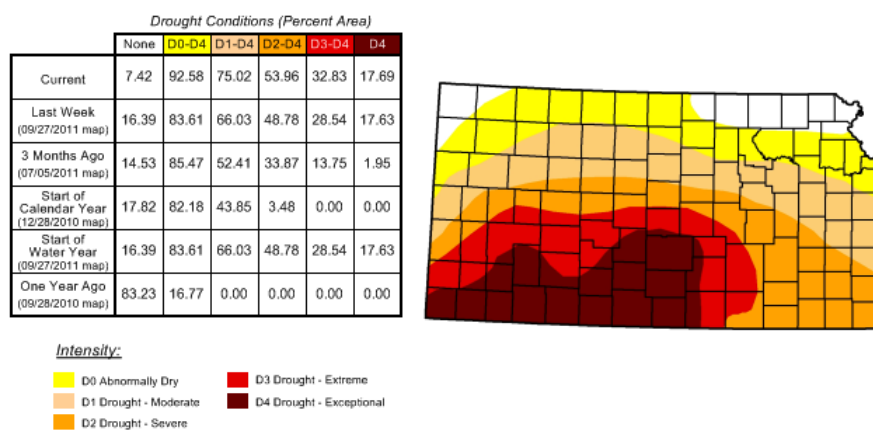 Drought Conditions (Percent Area)
None D0-D4 D1-D4 D2-D4 D3-D4 D4
Current 7.42 92.58 75.02 53.96 32.83 17.69
Last Week
(09/27/2011 map) 16.39 83.61 66.03 48.78 28.54 17.63
3 Months Ago
(07/05/2011 map) 14.53 85.47 52.41 33.87 13.75 1.95
Start of
Calendar Year
(12/28/2010 map) 17.82 82.18 43.85 3.48 0.00 0.00
Start of
Water Year
(09/27/2011 map) 16.39 83.61 66.03 48.78 28.54 17.63
One Year Ago
(09/28/2010 map) 83.23 16.77 0.00 0.00 0.00 0.00
Intensity:
D0 Abnormally Dry
D1 Drought - Moderate
D2 Drought - Severe
D3 Drought - Extreme
D4 Drought - Exceptional